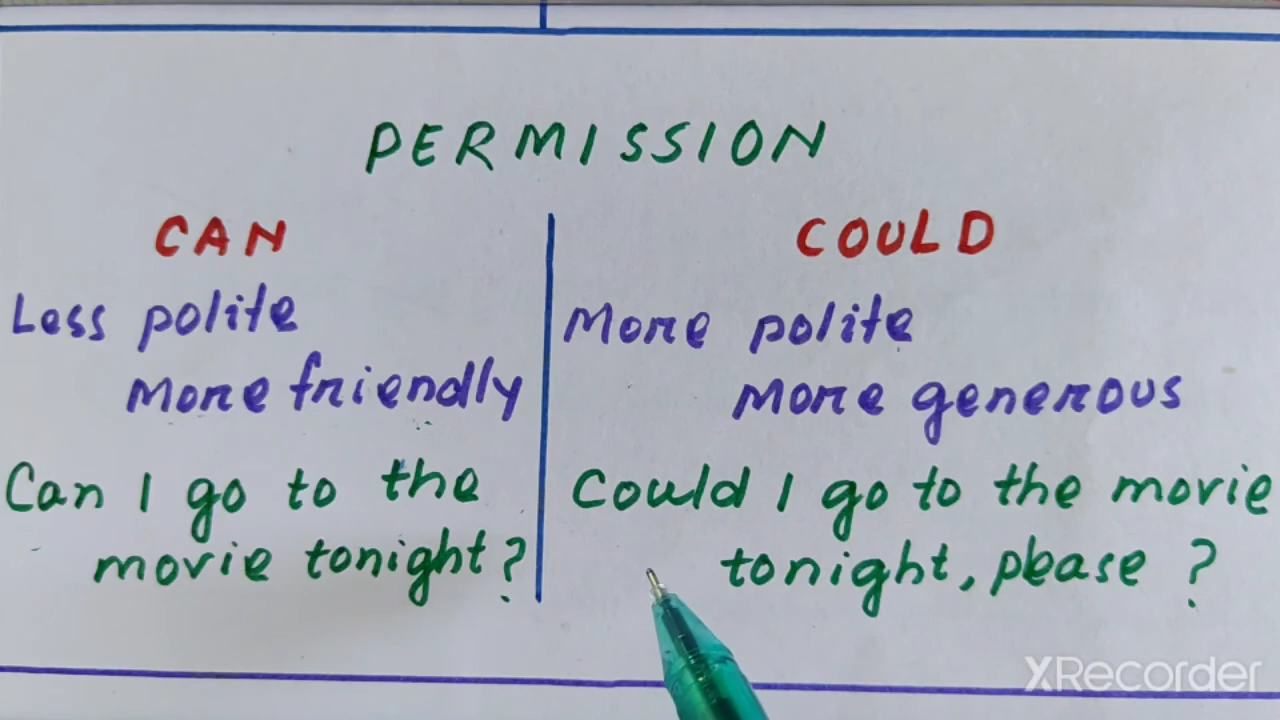 PERMISSION
CAN
Less polite
More friendly
Can I go to the
movie tonight?
COULD
More polite
More generous
Could I go to the movie
tonight, please ?
XRecorder